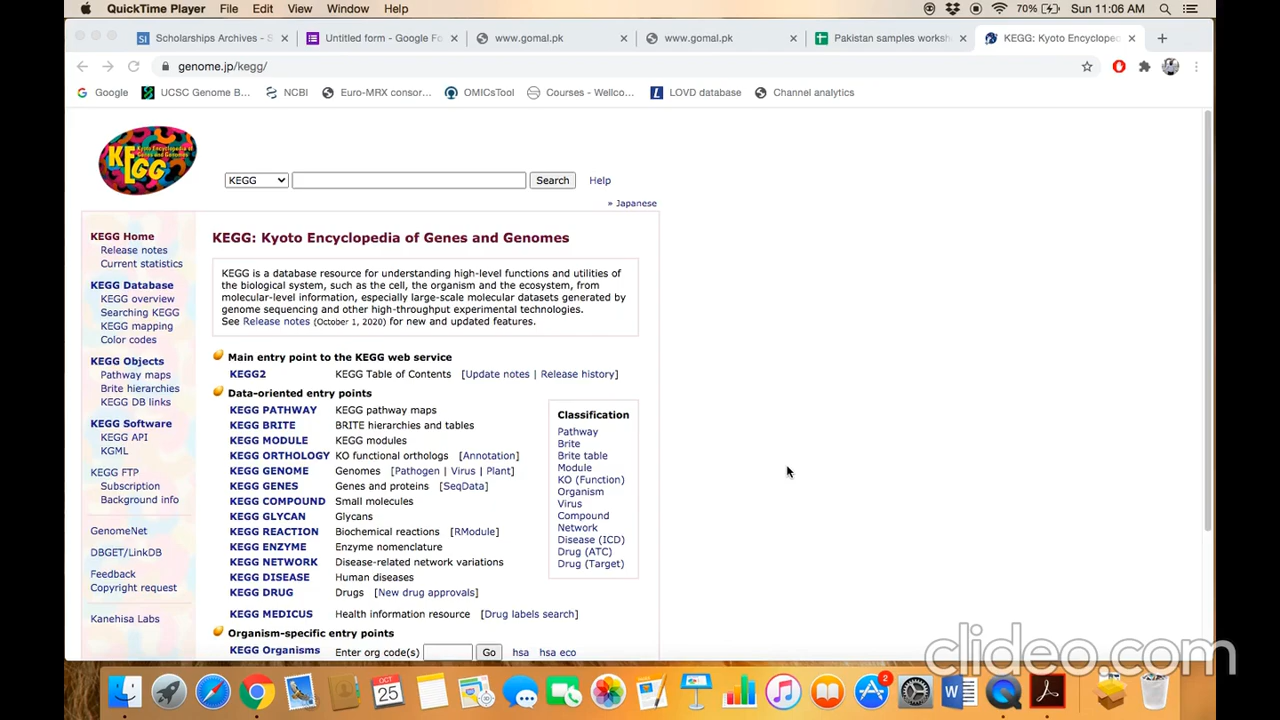 QuickTime Player File Edit View Window Help 70% Sun 11:06 AM
Scholarships Archives - S Untitled form - Google Fo www.gomal.pk www.gomal.pk Pakistan samples worksh KEGG: Kyoto Encycloped
genome.jp/kegg/
Google UCSC Genome B... NCBI Euro-MRX consor... OMICsTool Courses - Wellco... LOVD database Channel analytics
KEGG Kyoto Encyclopedia of Genes and Genomes
KEGG Search Help
» Japanese
KEGG Home
Release notes
Current statistics
KEGG Database
KEGG overview
Searching KEGG
KEGG mapping
Color codes
KEGG Objects
Pathway maps
Brite hierarchies
KEGG DB links
KEGG Software
KEGG API
KGML
KEGG FTP
Subscription
Background info
GenomeNet
DBGET/LinkDB
Feedback
Copyright request
Kanehisa Labs
KEGG: Kyoto Encyclopedia of Genes and Genomes
KEGG is a database resource for understanding high-level functions and utilities of
the biological system, such as the cell, the organism and the ecosystem, from
molecular-level information, especially large-scale molecular datasets generated by
genome sequencing and other high-throughput experimental technologies.
See Release notes (October 1, 2020) for new and updated features.
Main entry point to the KEGG web service
KEGG2 KEGG Table of Contents [Update notes | Release history]
Data-oriented entry points
KEGG PATHWAY KEGG pathway maps
KEGG BRITE BRITE hierarchies and tables
KEGG MODULE KEGG modules
KEGG ORTHOLOGY KO functional orthologs [Annotation]
KEGG GENOME Genomes [Pathogen | Virus | Plant]
KEGG GENES Genes and proteins [SeqData]
KEGG COMPOUND Small molecules
KEGG GLYCAN Glycans
KEGG REACTION Biochemical reactions [RModule]
KEGG ENZYME Enzyme nomenclature
KEGG NETWORK Disease-related network variations
KEGG DISEASE Human diseases
KEGG DRUG Drugs [New drug approvals]
KEGG MEDICUS Health information resource [Drug labels search]
Classification
Pathway
Brite
Brite table
Module
KO (Function)
Organism
Virus
Compound
Network
Disease (ICD)
Drug (ATC)
Drug (Target)
Organism-specific entry points
KEGG Organisms Enter org code(s) Go hsa hsa eco
clideo.com
OCT
25
2